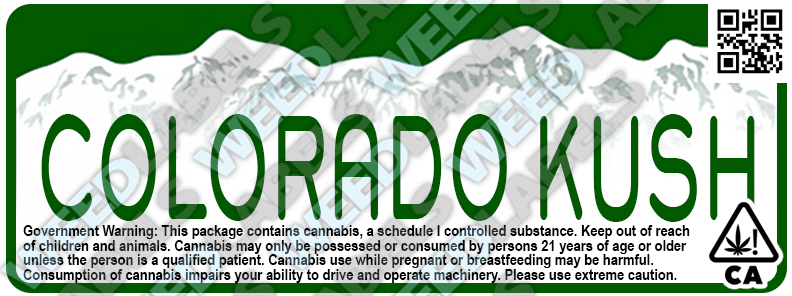 COLORADO KUSH
Government Warning: This package contains cannabis, a schedule I controlled substance. Keep out of reach
of children and animals. Cannabis may only be possessed or consumed by persons 21 years of age or older
unless the person is a qualified patient. Cannabis use while pregnant or breastfeeding may be harmful.
Consumption of cannabis impairs your ability to drive and operate machinery. Please use extreme caution.
!
CA
WEEDLABELS
WEEDLABELS
WEEDLABELS